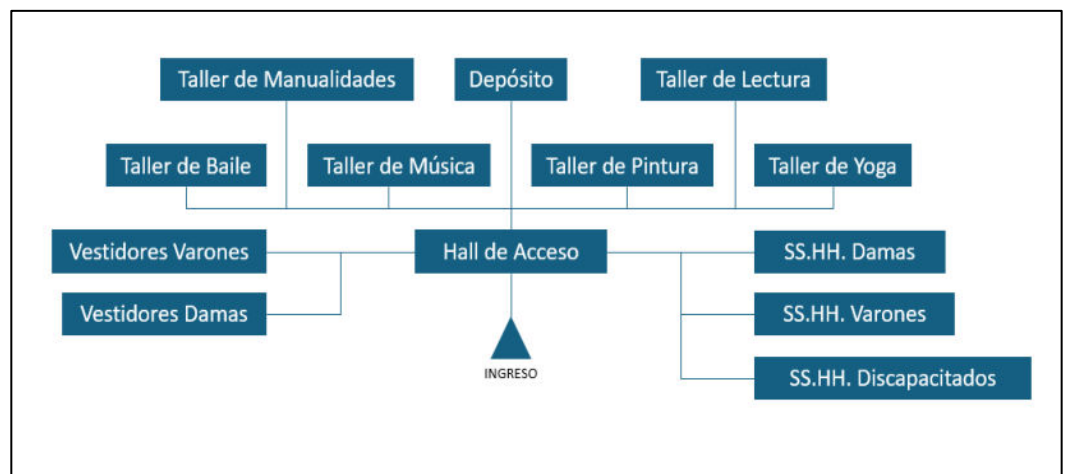 Taller de Manualidades
Depósito
Taller de Lectura
Taller de Baile
Taller de Música
Taller de Pintura
Taller de Yoga
Vestidores Varones
Hall de Acceso
SS.HH. Damas
Vestidores Damas
SS.HH. Varones
INGRESO
SS.HH. Discapacitados